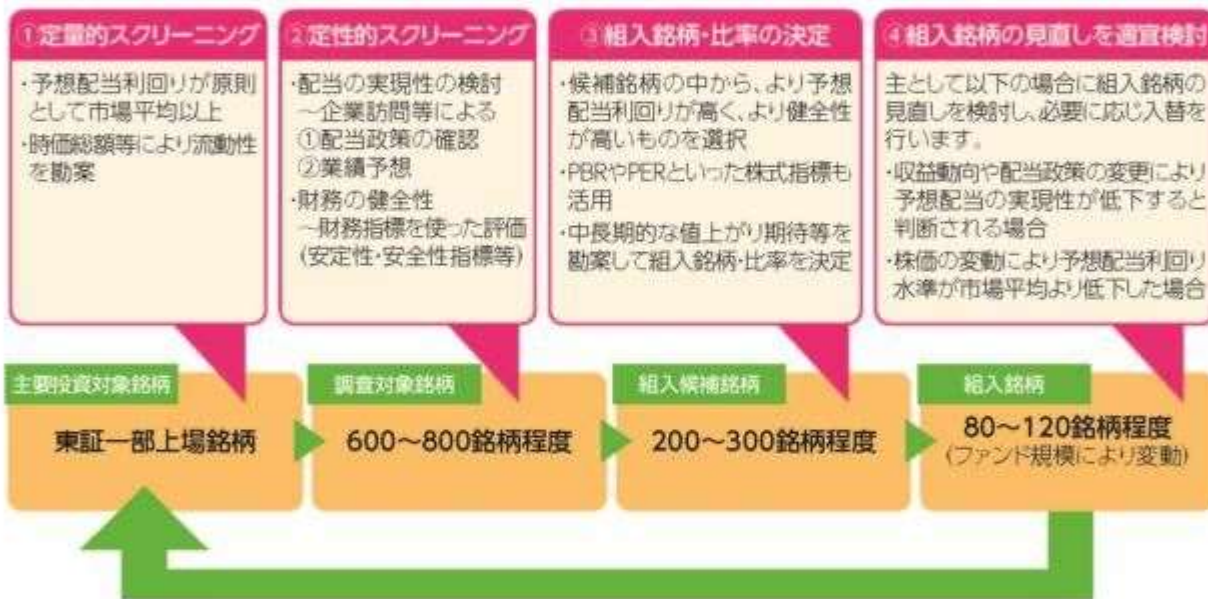 ①定量的スクリーニング
・予想配当利回りが原則
として市場平均以上
・時価総額等により流動性
を勘案
②定性的スクリーニング
・配当の実現性の検討
～企業訪問等による
①配当政策の確認
②業績予想
・財務の健全性
～財務指標を使った評価
(安定性・安全性指標等)
③組入銘柄・比率の決定
・候補銘柄の中から、より予想
配当利回りが高く、より健全性
が高いものを選択
・PBRやPERといった株式指標も
活用
・中長期的な値上がり期待等を
勘案して組入銘柄・比率を決定
④組入銘柄の見直しを適宜検討
主として以下の場合に組入銘柄の
見直しを検討し、必要に応じ入替を
行います。
・収益動向や配当政策の変更により
予想配当の実現性が低下すると
判断される場合
・株価の変動により予想配当利回り
水準が市場平均より低下した場合
主要投資対象銘柄
東証一部上場銘柄
調査対象銘柄
600～800銘柄程度
組入候補銘柄
200～300銘柄程度
組入銘柄
80～120銘柄程度
(ファンド規模により変動)